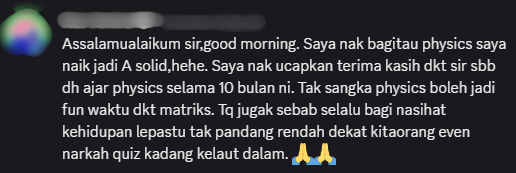 Assalamualaikum sir,good morning. Saya nak bagitau physics saya
naik jadi A solid,hehe. Saya nak ucapkan terima kasih dkt sir sbb
dh ajar physics selama 10 bulan ni. Tak sangka physics boleh jadi
fun waktu dkt matriks. Tq jugak sebab selalu bagi nasihat
kehidupan lepastu tak pandang rendah dekat kitaorang even
narkah quiz kadang kelaut dalam. 🙏🙏